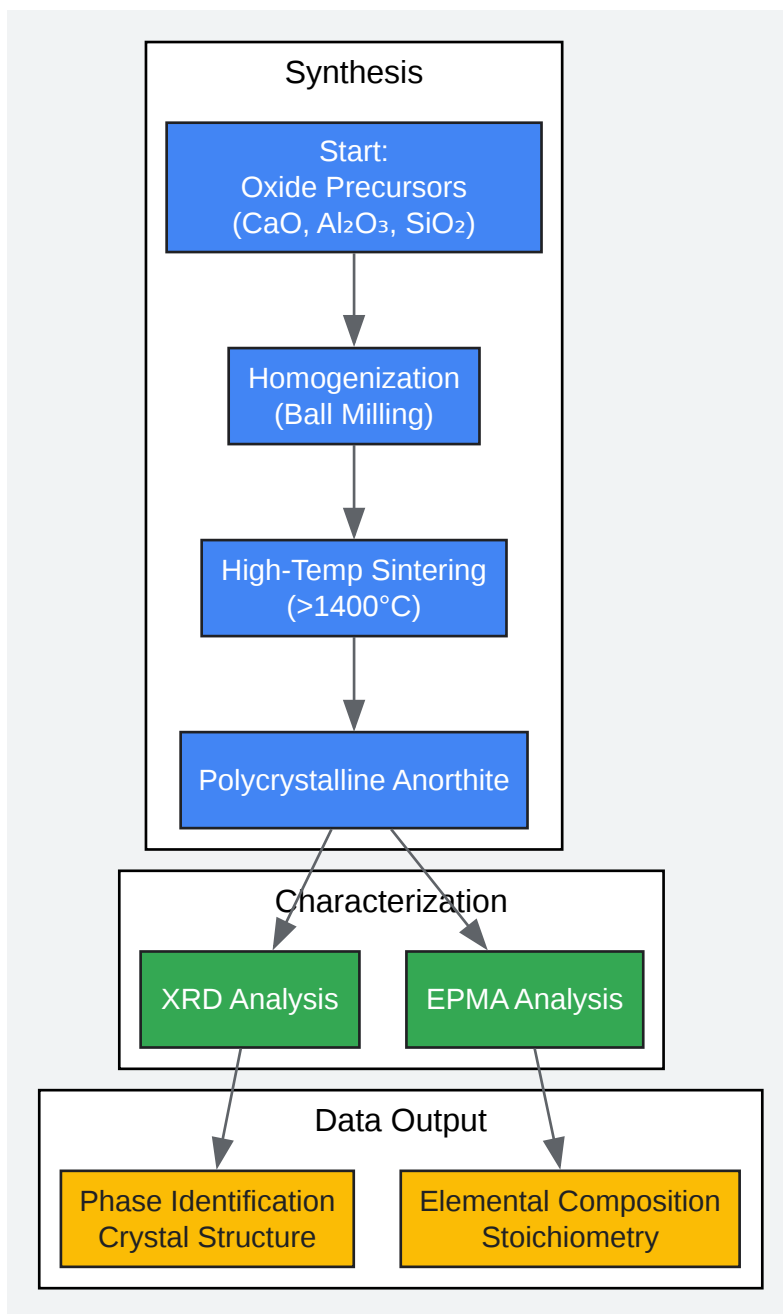 Synthesis
Start:
Oxide Precursors
(CaO, Al₂O₃, SiO₂)
Homogenization
(Ball Milling)
High-Temp Sintering
(>1400°C)
Polycrystalline Anorthite
Characterization
XRD Analysis
EPMA Analysis
Data Output
Phase Identification
Crystal Structure
Elemental Composition
Stoichiometry